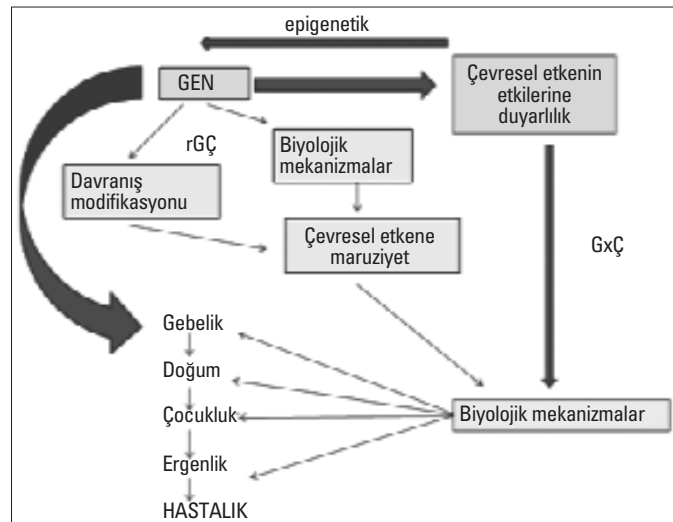 epigenetik
GEN
Çevresel etkenin
etkilerine
duyarlılık
rGÇ
Biyolojik
mekanizmalar
Davranış
modifikasyonu
Çevresel etkene
maruziyet
GxÇ
Gebelik
Doğum
Çocukluk
Biyolojik mekanizmalar
Ergenlik
HASTALIK